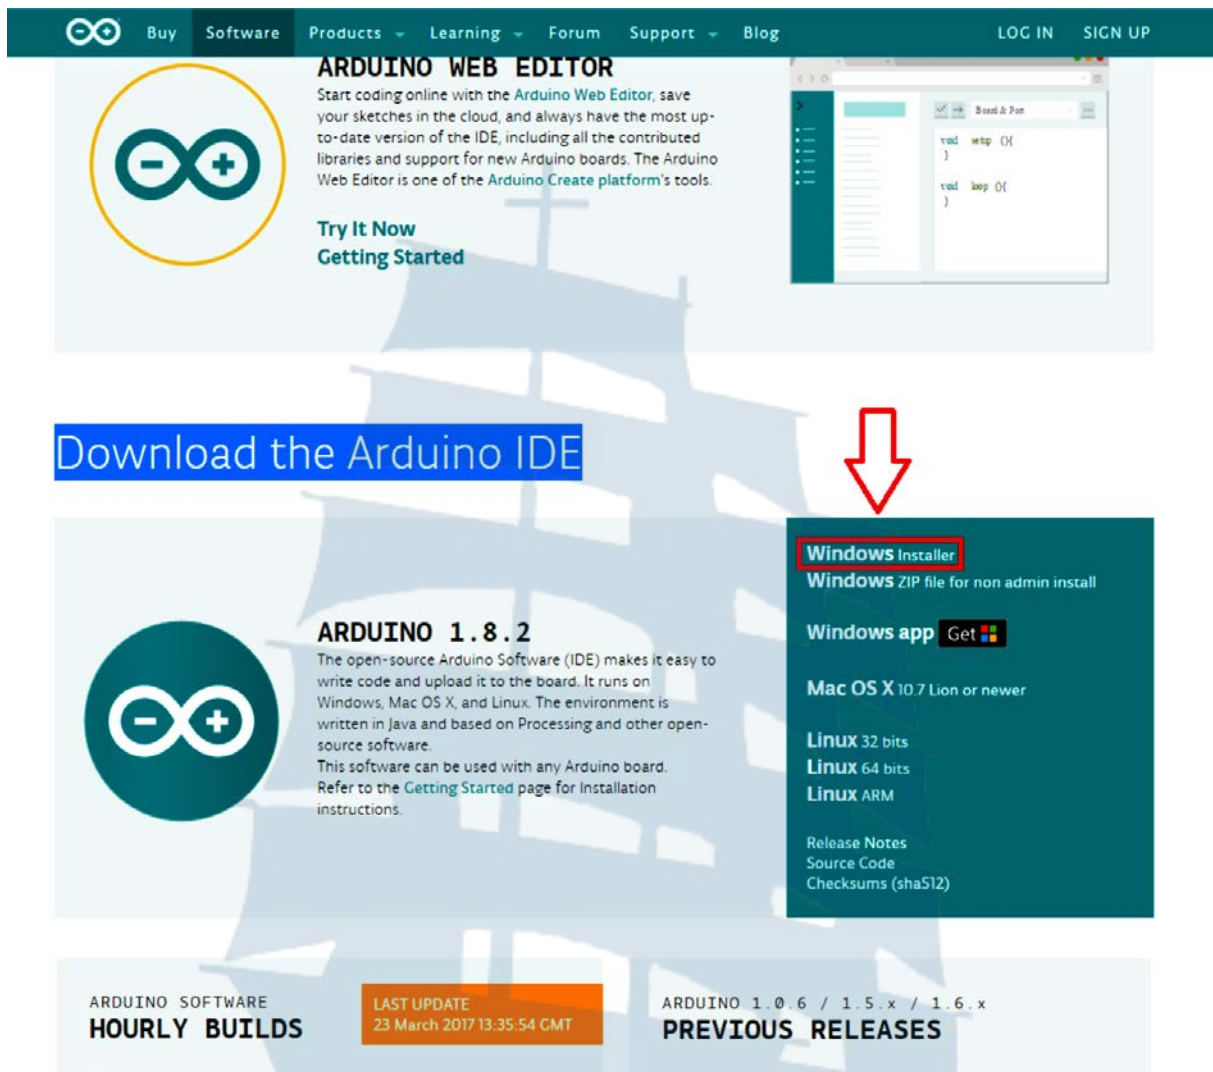 Buy Software Products Learning Forum Support Blog LOG IN SIGN UP
ARDUINO WEB EDITOR
Start coding online with the Arduino Web Editor, save
your sketches in the cloud, and always have the most up-
to-date version of the IDE, including all the contributed
libraries and support for new Arduino boards. The Arduino
Web Editor is one of the Arduino Create platform's tools.
Try It Now
Getting Started
Board & Port
void setup (){
}
void loop (){
}
Download the Arduino IDE
ARDUINO 1.8.2
The open-source Arduino Software (IDE) makes it easy to
write code and upload it to the board. It runs on
Windows, Mac OS X, and Linux. The environment is
written in Java and based on Processing and other open-
source software.
This software can be used with any Arduino board.
Refer to the Getting Started page for Installation
instructions.
Windows Installer
Windows ZIP file for non admin install
Windows app Get
Mac OS X 10.7 Lion or newer
Linux 32 bits
Linux 64 bits
Linux ARM
Release Notes
Source Code
Checksums (sha512)
ARDUINO SOFTWARE
HOURLY BUILDS
LAST UPDATE
23 March 2017 13:35:54 GMT
ARDUINO 1.0.6 / 1.5.x / 1.6.x
PREVIOUS RELEASES